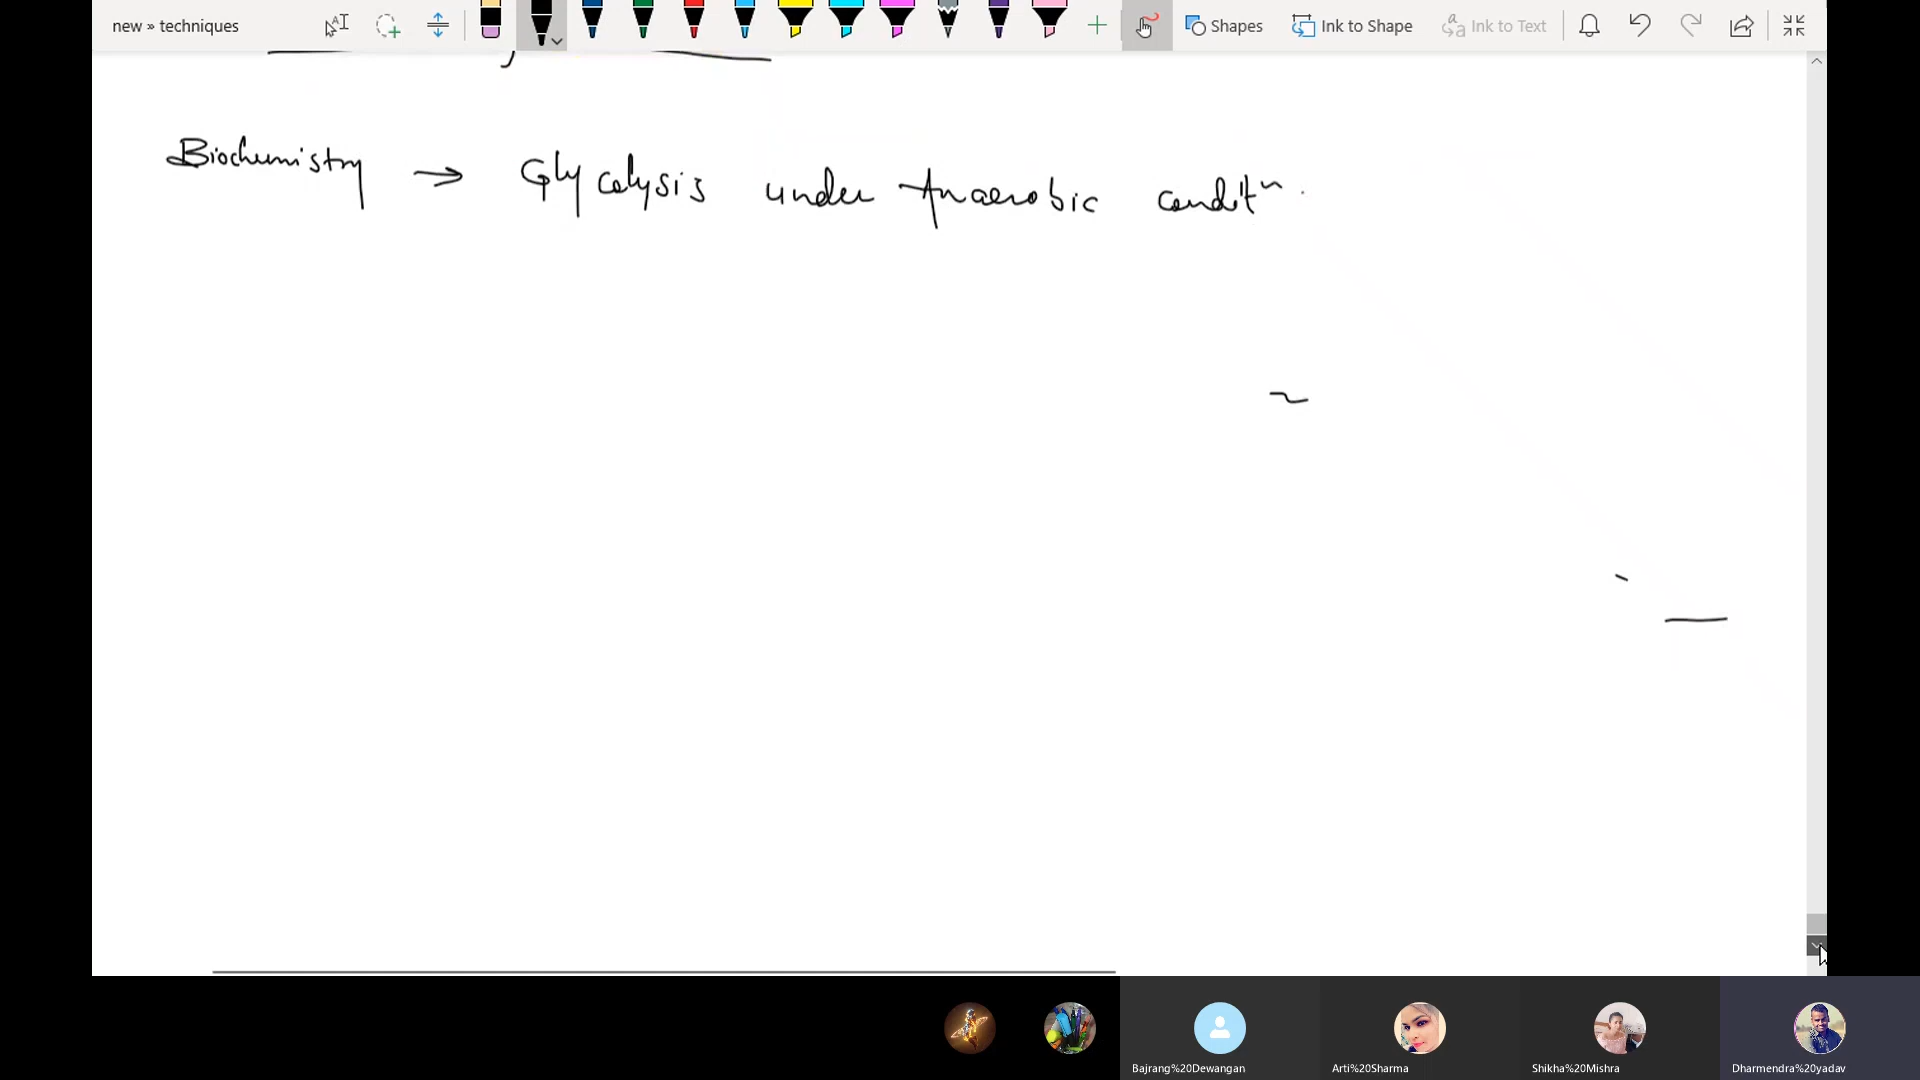 new » techniques
Shapes
Ink to Shape
Ink to Text
Biochemistry → Glycolysis under Anaerobic conditⁿ.
Bajrang%20Dewangan
Arti%20Sharma
Shikha%20Mishra
Dharmendra%20yadav